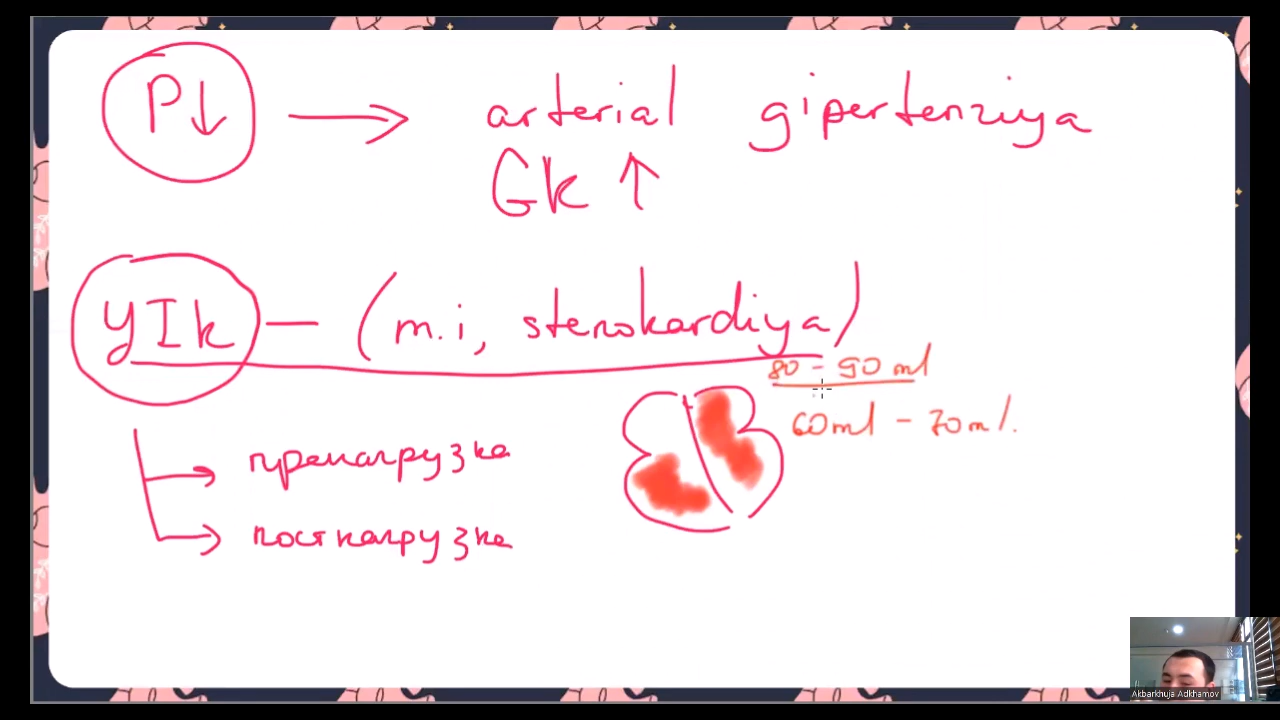 P↓ → arterial gipertenziya
GK ↑
YIK — (m.i, stenokardiya)
80 - 90 ml
60ml - 70ml.
→ пренагрузка
→ постнагрузка
Akbarkhuja Adkhamov